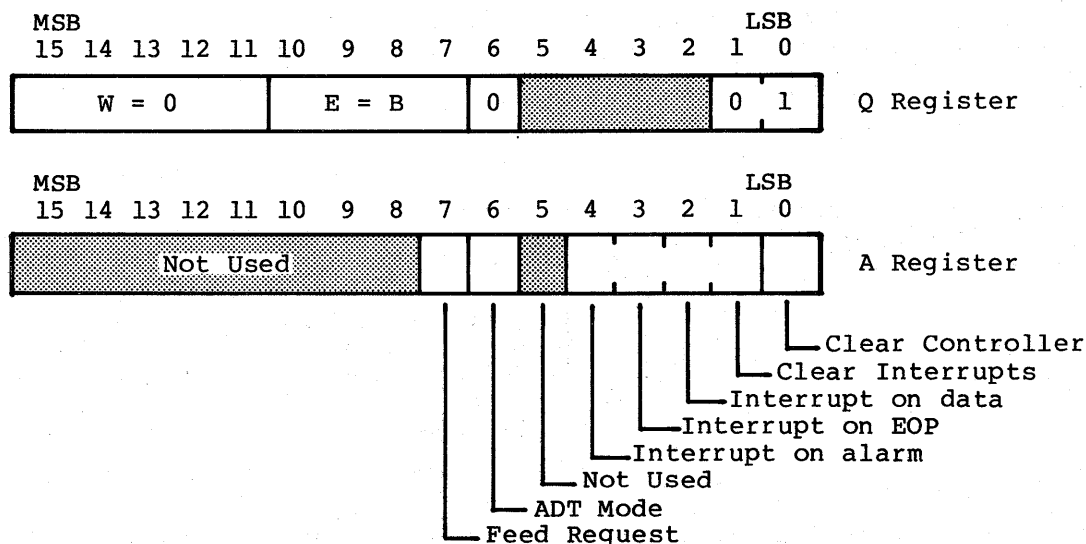 MSB LSB
15 14 13 12 11 10 9 8 7 6 5 4 3 2 1 0
W = 0 E = B 0 0 1 Q Register
MSB LSB
15 14 13 12 11 10 9 8 7 6 5 4 3 2 1 0
Not Used A Register
Clear Controller
Clear Interrupts
Interrupt on data
Interrupt on EOP
Interrupt on alarm
Not Used
ADT Mode
Feed Request